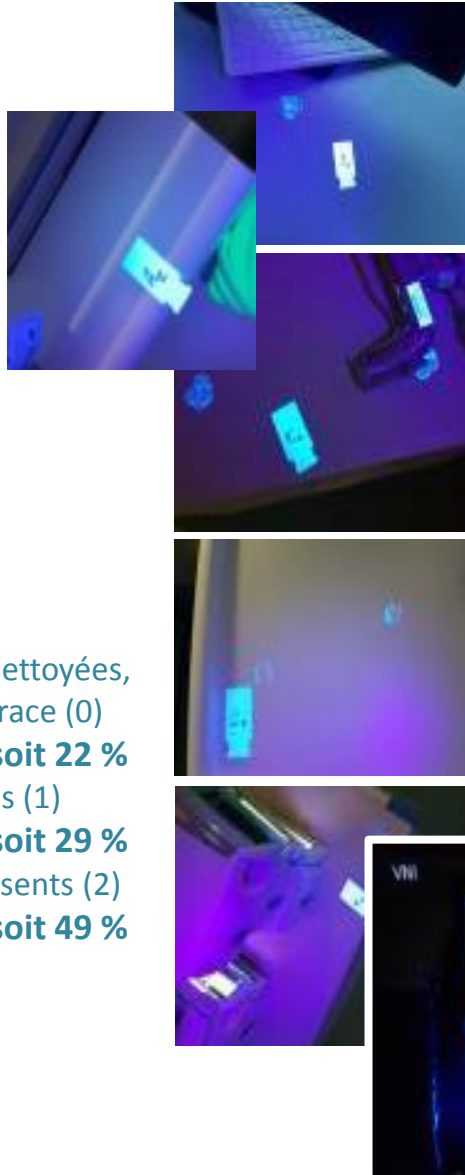 ettoyées,
race (0)
soit 22 %
s (1)
soit 29 %
sents (2)
soit 49 %
VNI